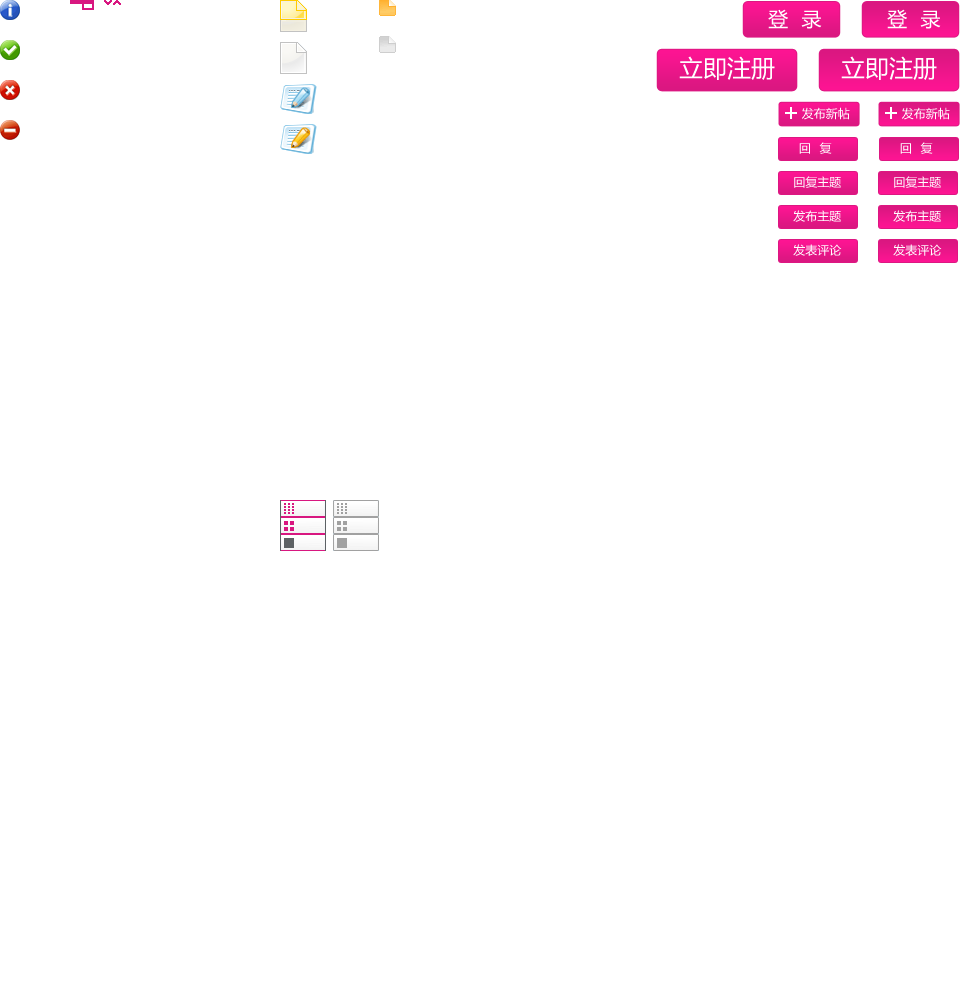 登 录 登 录
立即注册 立即注册
发布新帖 发布新帖
回 复 回 复
回复主题 回复主题
发布主题 发布主题
发表评论 发表评论